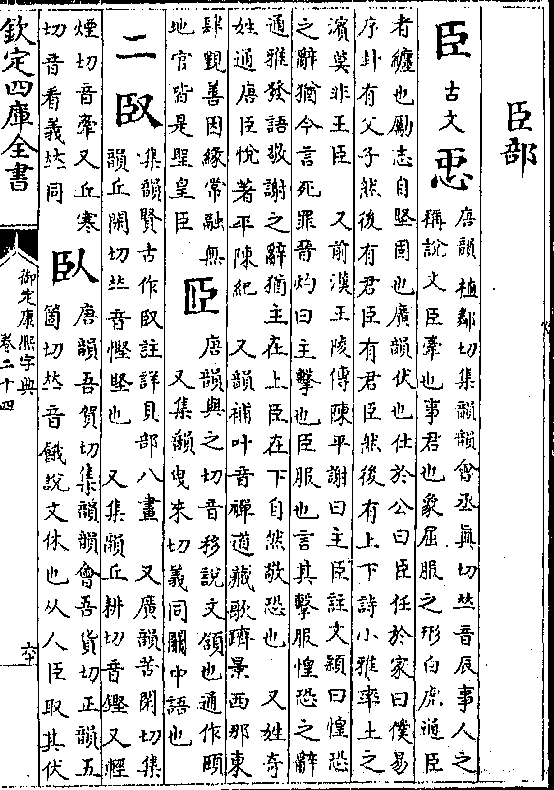 臣部
臣 古文 𢘑 唐韻植鄰切集韻韻會丞眞切𠀤音辰事人之
稱說文臣牽也事君也象屈服之形白虎通臣
者纏也勵志自堅固也廣韻伏也仕於公曰臣任於家曰僕易
序卦有父子然後有君臣有君臣然後有上下詩小雅率土之
濱莫非王臣 又前漢王陵傳陳平謝曰主臣註文穎曰惶恐
之辭猶今言死罪晉灼曰主擊也臣服也言其擊服惶恐之辭
通雅發語敬謝之辭猶主在上臣在下自然敬恐也 又姓奇
姓通唐臣悅著平陳紀 又韻補叶音禪道藏歌躋景西那東
肆覲善因緣常融無
地官皆是聖皇臣
𦣝 唐韻與之切音移說文頷也通作頤
又集韻曳來切義同關中語也
二
臤 集韻賢古作臤註詳貝部八畫 又廣韻苦閑切集
韻丘閑切𠀤音慳堅也 又集韻丘耕切音鏗又輕
煙切音牽又丘寒
切音看義𠀤同
臥 唐韻吾貨切集韻韻會吾貨切正韻五
箇切𠀤音餓說文休也从人臣取其伏
欽定四庫全書
御定康熙字典
卷二十四
六十